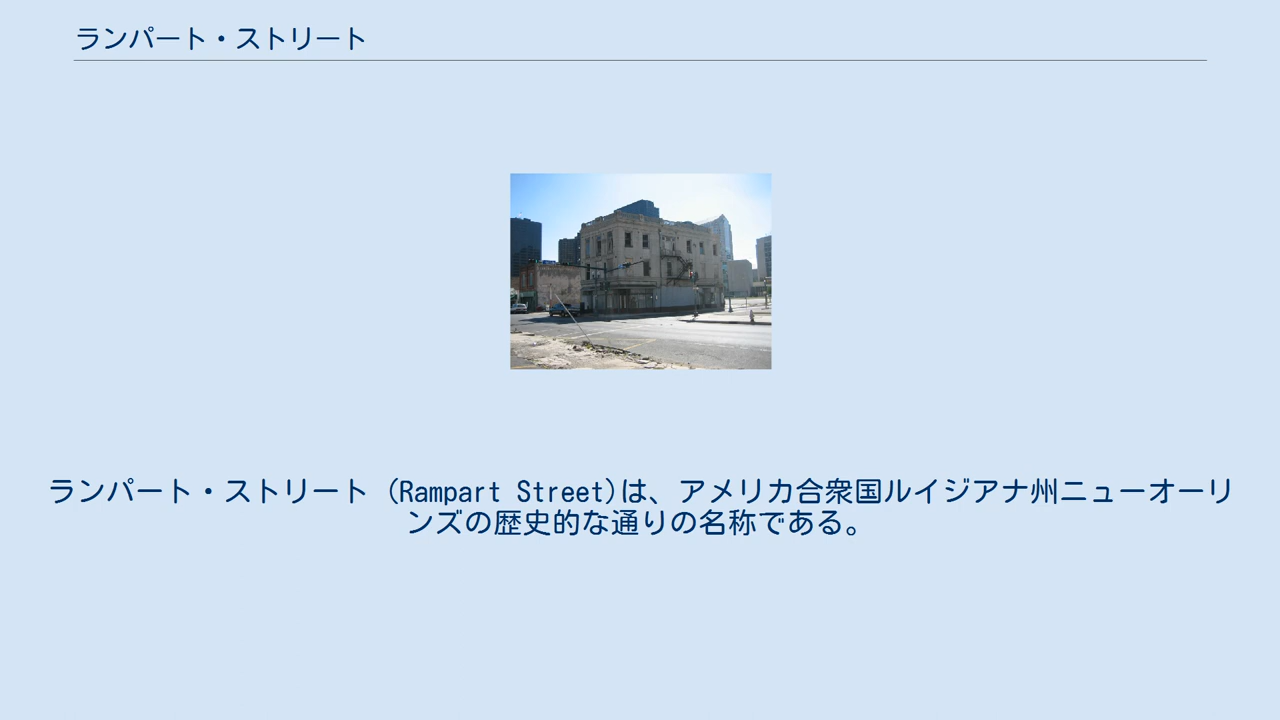 ランパート・ストリート
ランパート・ストリート (Rampart Street)は、アメリカ合衆国ルイジアナ州ニューオーリ
ンズの歴史的な通りの名称である。